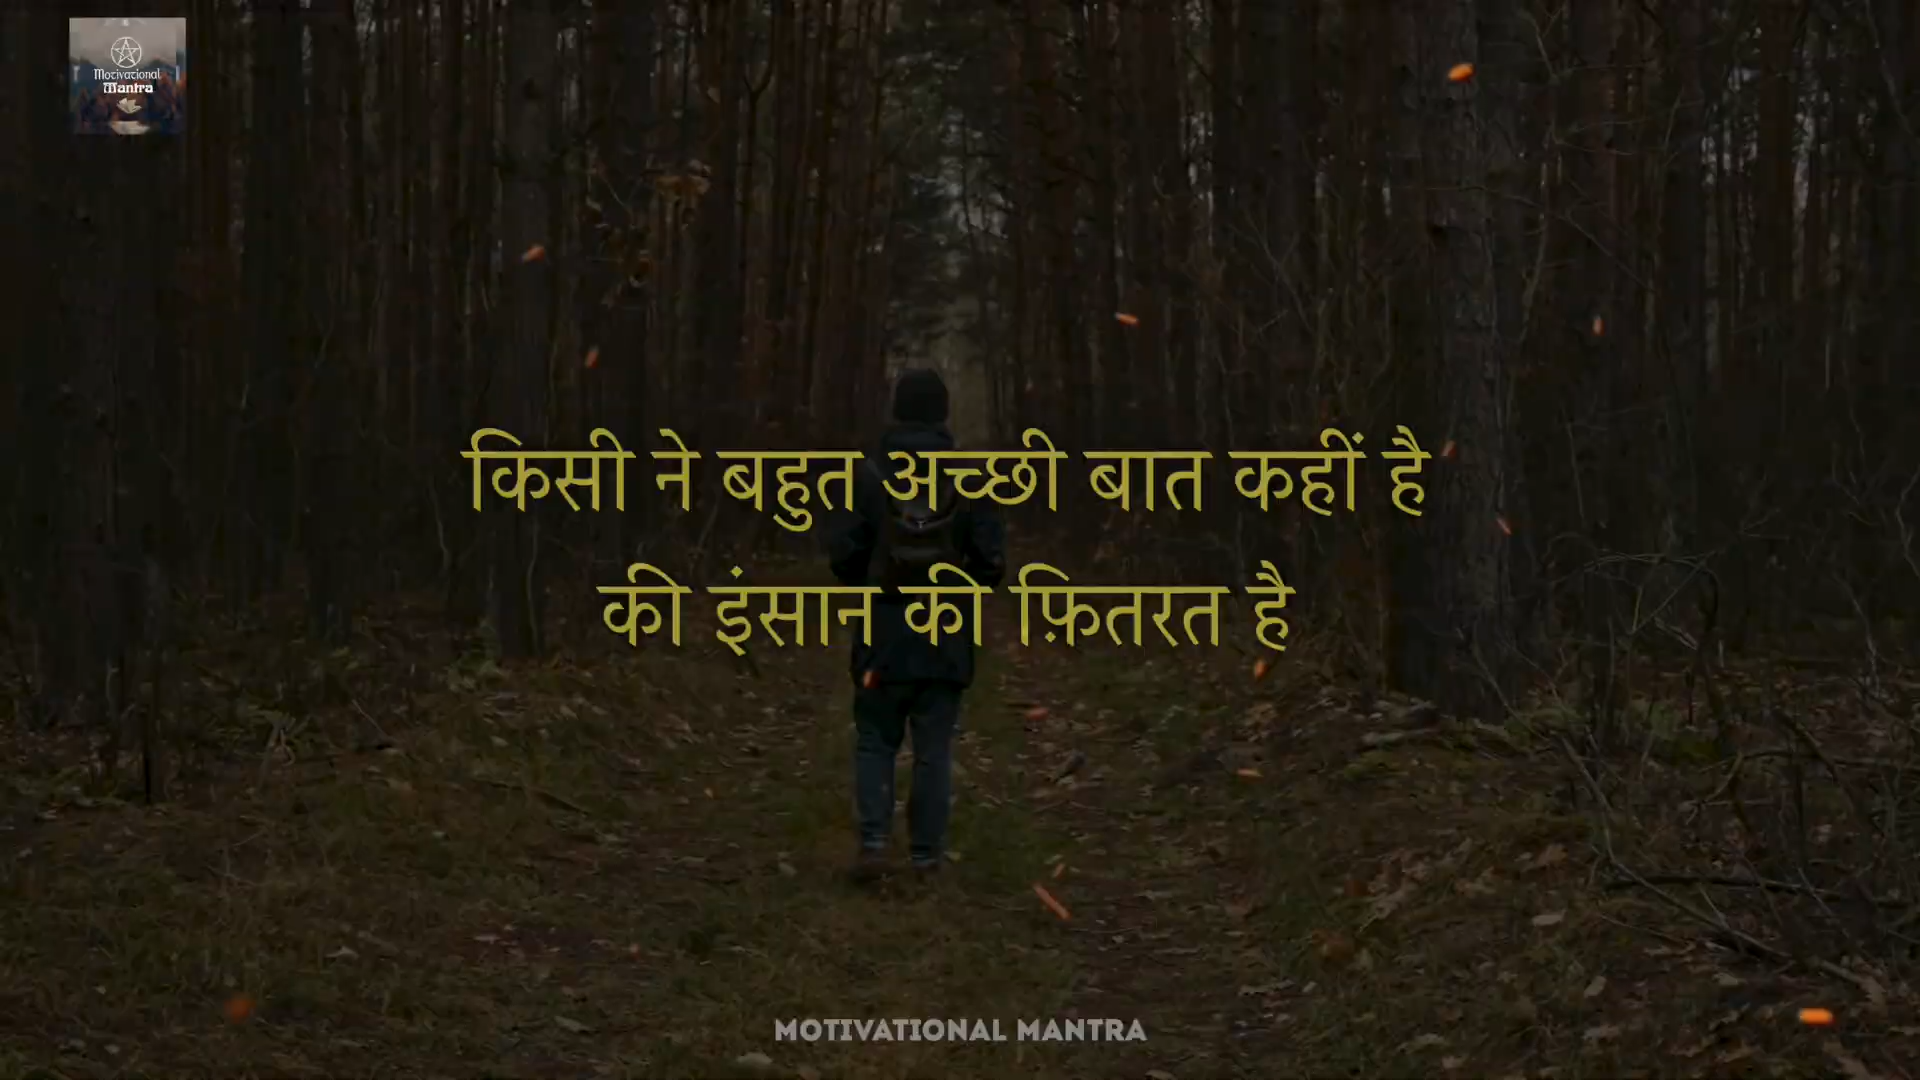 Motivational
Mantra
किसी ने बहुत अच्छी बात कहीं है
की इंसान की फ़ितरत है
MOTIVATIONAL MANTRA